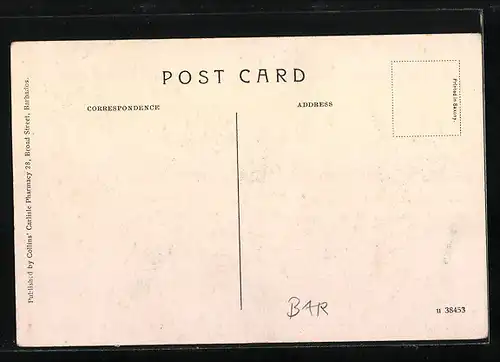 POST CARD
CORRESPONDENCE
ADDRESS
Printed in Saxony.
Published by Collins' Carlisle Pharmacy 28, Broad Street, Barbados.
BAR
u 38453